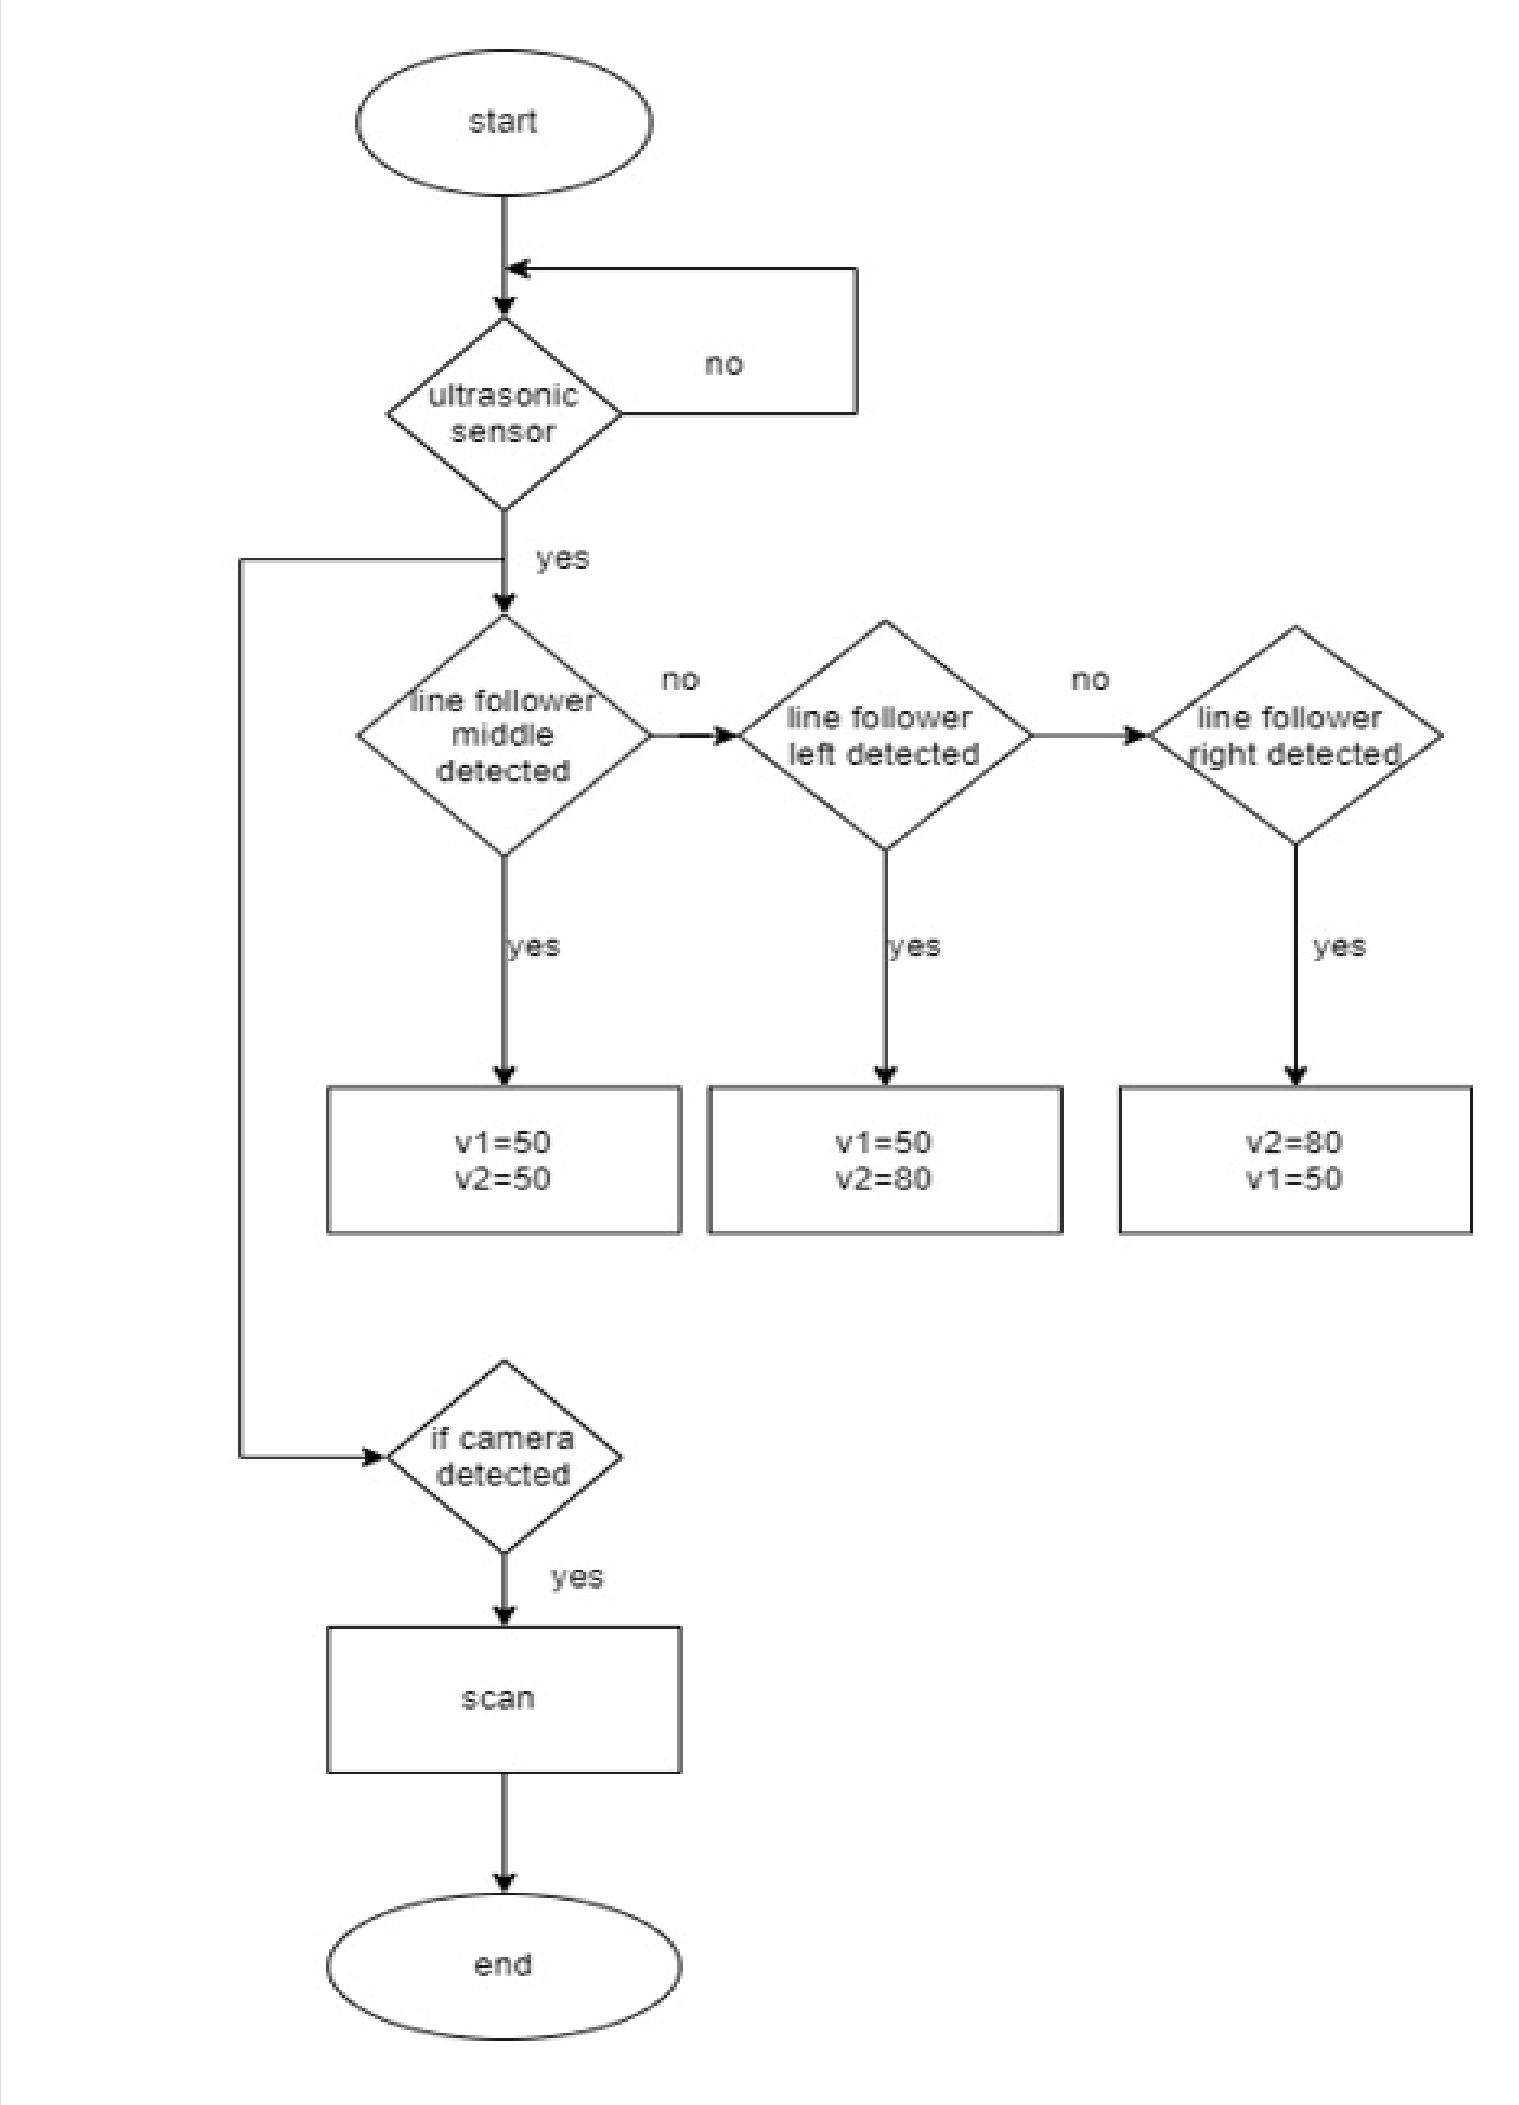 start
no
ultrasonic
sensor
yes
line follower
middle
detected
no
line follower
left detected
no
line follower
right detected
yes
yes
yes
v1=50
v2=50
v1=50
v2=80
v2=80
v1=50
if camera
detected
yes
scan
end